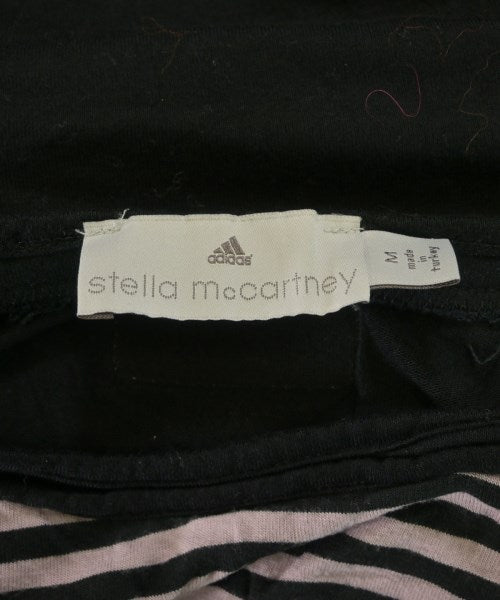 adidas
stella mccartney
M
made
in
turkey